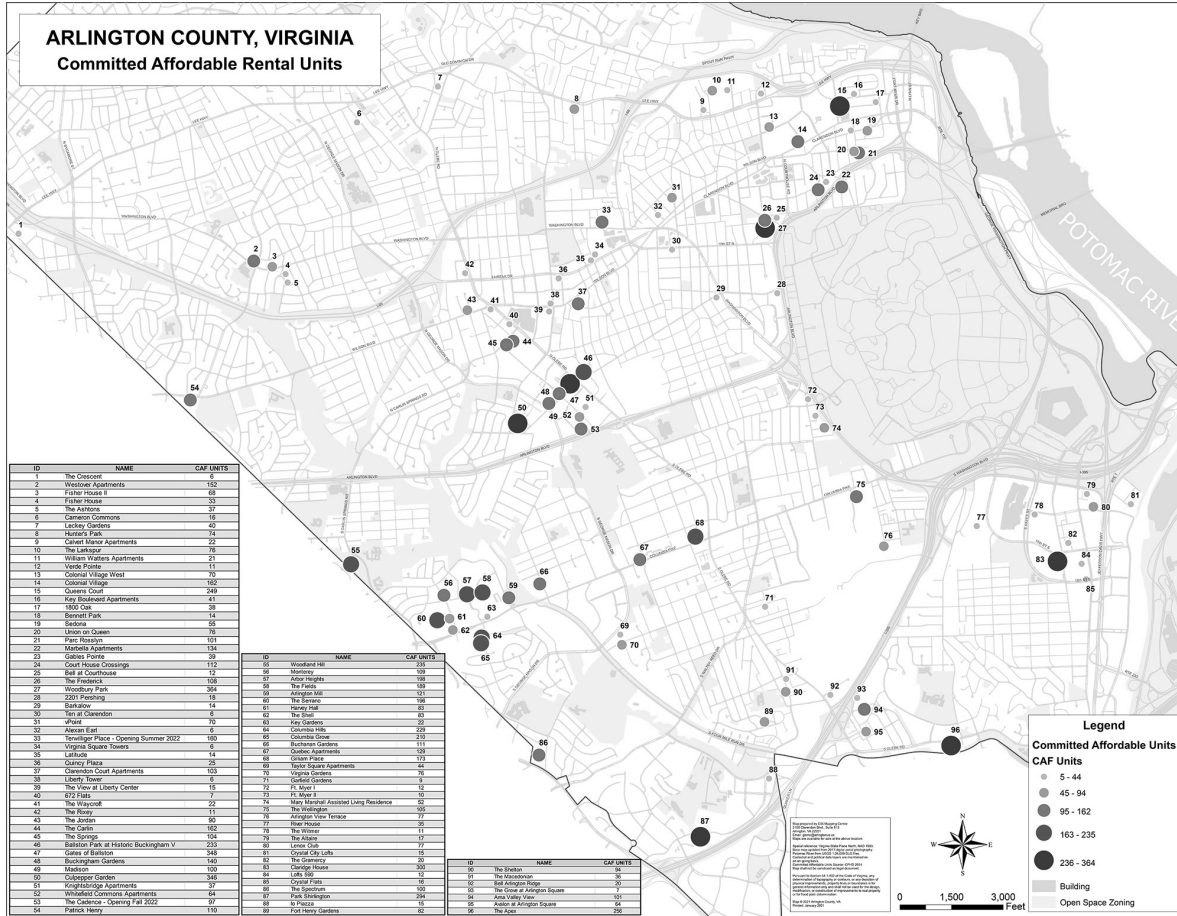 ARLINGTON COUNTY, VIRGINIA
Committed Affordable Rental Units
POTOMAC RIVER
ID NAME CAF UNITS
1 The Crescent 6
2 Westover Apartments 152
3 Fisher House II 68
4 Fisher House 33
5 The Ashtons 37
6 Cameron Commons 16
7 Leckey Gardens 40
8 Hunter's Park 74
9 Calvert Manor Apartments 22
10 The Larkspur 76
11 William Watters Apartments 21
12 Verde Pointe 11
13 Colonial Village West 70
14 Colonial Village 162
15 Queens Court 249
16 Key Boulevard Apartments 41
17 1800 Oak 38
18 Bennett Park 14
19 Sedona 55
20 Union on Queen 76
21 Parc Rosslyn 101
22 Marbella Apartments 134
23 Gables Pointe 39
24 Court House Crossings 112
25 Bell at Courthouse 12
26 The Frederick 108
27 Woodbury Park 364
28 2201 Pershing 18
29 Barkalow 14
30 Ten at Clarendon 6
31 vPoint 70
32 Alexan Earl 6
33 Terwilliger Place - Opening Summer 2022 160
34 Virginia Square Towers 6
35 Latitude 14
36 Quincy Plaza 25
37 Clarendon Court Apartments 103
38 Liberty Tower 6
39 The View at Liberty Center 15
40 672 Flats 7
41 The Waycroft 22
42 The Rixey 11
43 The Jordan 90
44 The Carlin 162
45 The Springs 104
46 Ballston Park at Historic Buckingham V 233
47 Gates of Ballston 348
48 Buckingham Gardens 140
49 Madison 100
50 Culpepper Garden 346
51 Knightsbridge Apartments 37
52 Whitefield Commons Apartments 64
53 The Cadence - Opening Fall 2022 97
54 Patrick Henry 110
ID NAME CAF UNITS
55 Woodland Hill 235
56 Monterey 109
57 Arbor Heights 198
58 The Fields 189
59 Arlington Mill 121
60 The Serrano 196
61 Harvey Hall 83
62 The Shell 83
63 Key Gardens 22
64 Columbia Hills 229
65 Columbia Grove 210
66 Buchanan Gardens 111
67 Quebec Apartments 129
68 Gilliam Place 173
69 Taylor Square Apartments 44
70 Virginia Gardens 76
71 Garfield Gardens 9
72 Ft. Myer I 12
73 Ft. Myer II 10
74 Mary Marshall Assisted Living Residence 52
75 The Wellington 105
76 Arlington View Terrace 77
77 River House 35
78 The Witmer 11
79 The Altaire 17
80 Lenox Club 77
81 Crystal City Lofts 15
82 The Gramercy 20
83 Claridge House 300
84 Lofts 590 12
85 Crystal Flats 16
86 The Spectrum 100
87 Park Shirlington 294
88 Io Piazza 15
89 Fort Henry Gardens 82
ID NAME CAF UNITS
90 The Shelton 94
91 The Macedonian 36
92 Bell Arlington Ridge 20
93 The Grove at Arlington Square 7
94 Arna Valley View 101
95 Avalon at Arlington Square 64
96 The Apex 256
Legend
Committed Affordable Units
CAF Units
5 - 44
45 - 94
95 - 162
163 - 235
236 - 364
Building
Open Space Zoning
N
W E
S
0 1,500 3,000
Feet